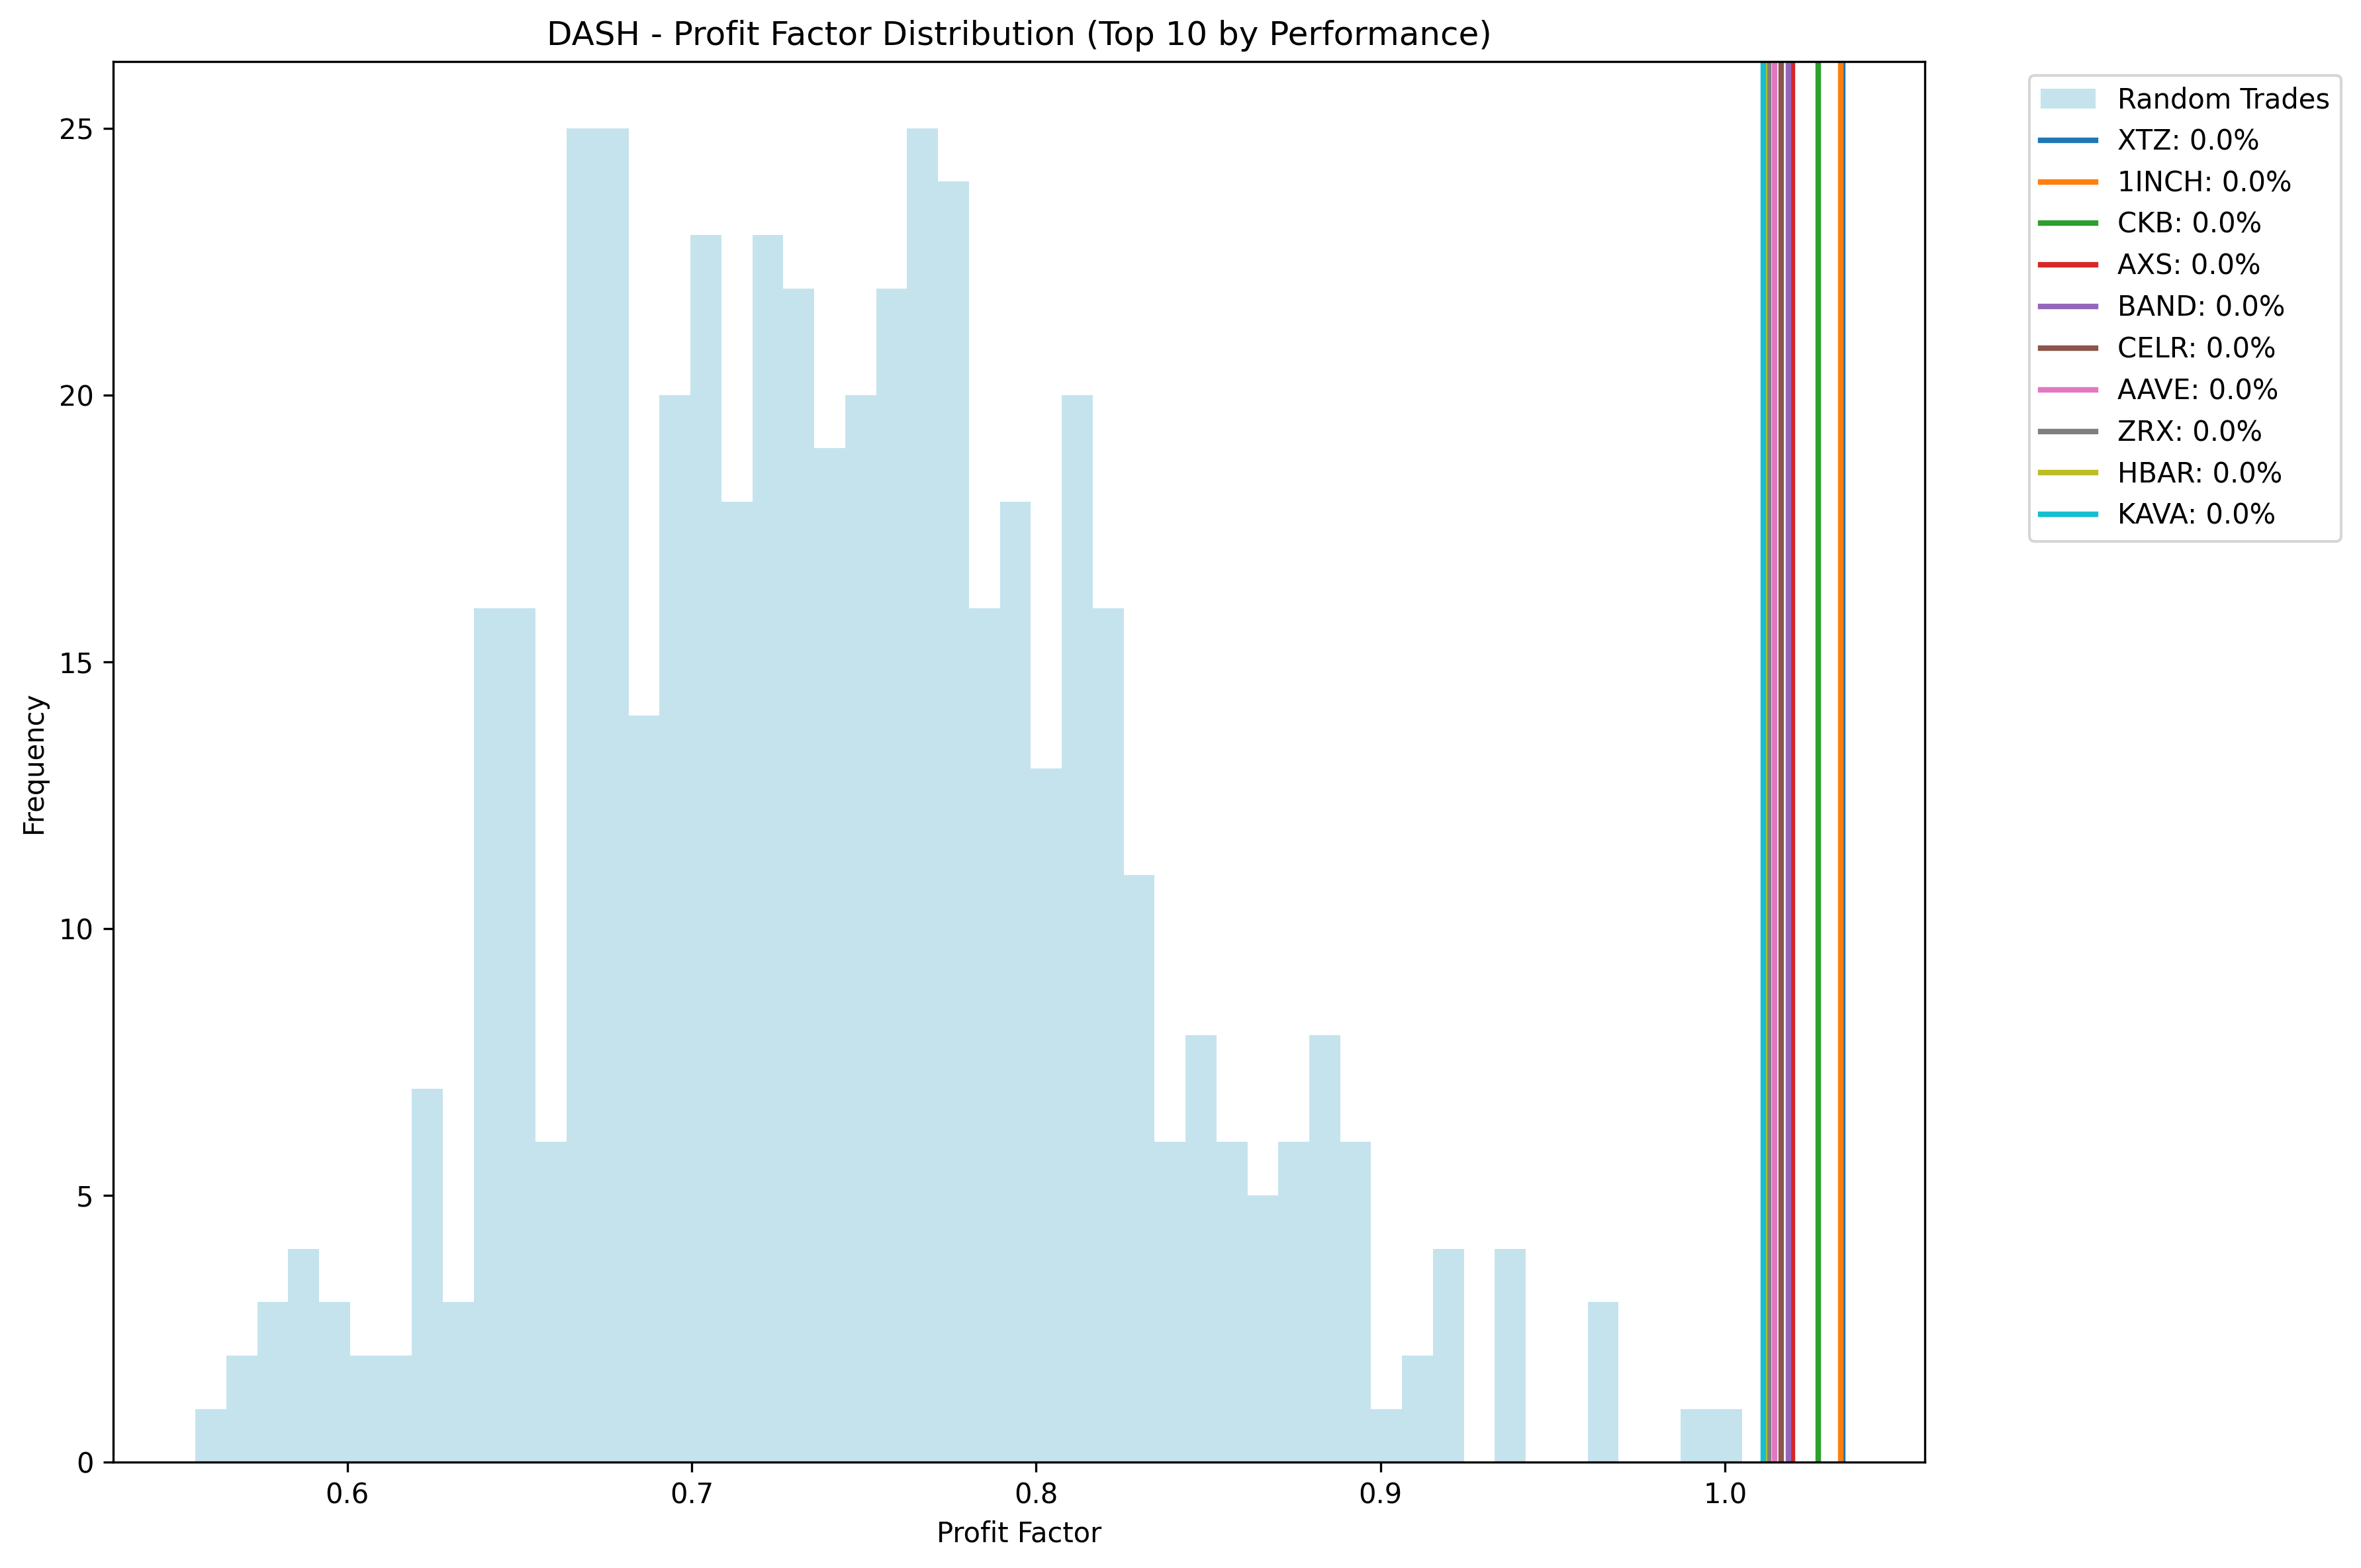 DASH - Profit Factor Distribution (Top 10 by Performance)
Frequency
25
20
15
10
5
0
0.6
0.7
0.8
0.9
1.0
Profit Factor
Random Trades
XTZ: 0.0%
1INCH: 0.0%
CKB: 0.0%
AXS: 0.0%
BAND: 0.0%
CELR: 0.0%
AAVE: 0.0%
ZRX: 0.0%
HBAR: 0.0%
KAVA: 0.0%